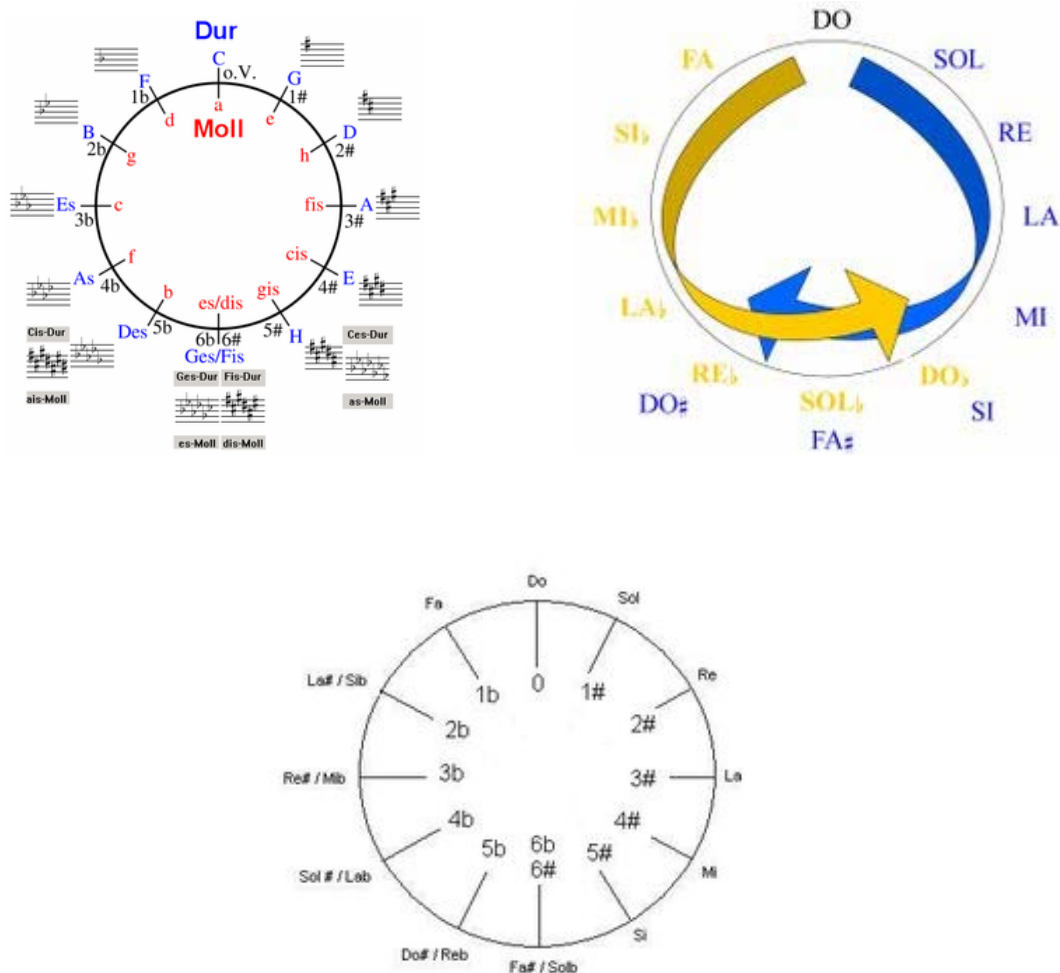 Dur
C
o.V.
F
G
1b
1#
d
a
e
Moll
B
D
2b
2#
g
h
Es
c
fis
A
3b
3#
f
cis
As
E
4b
4#
b
es/dis
gis
Des
5b
6b
6#
5#
H
Ges/Fis
Cis-Dur
Ces-Dur
ais-Moll
as-Moll
Ges-Dur
Fis-Dur
es-Moll
dis-Moll
DO
FA
SOL
SI♭
RE
MI♭
LA
LA♭
MI
RE♭
DO♭
DO♯
SOL♭
SI
FA♯
Do
Fa
Sol
La# / Sib
Re
1b
0
1#
2b
2#
Re# / Mib
3b
3#
La
4b
4#
5b
6b
5#
6#
Sol # / Lab
Mi
Do# / Reb
Si
Fa# / Solb